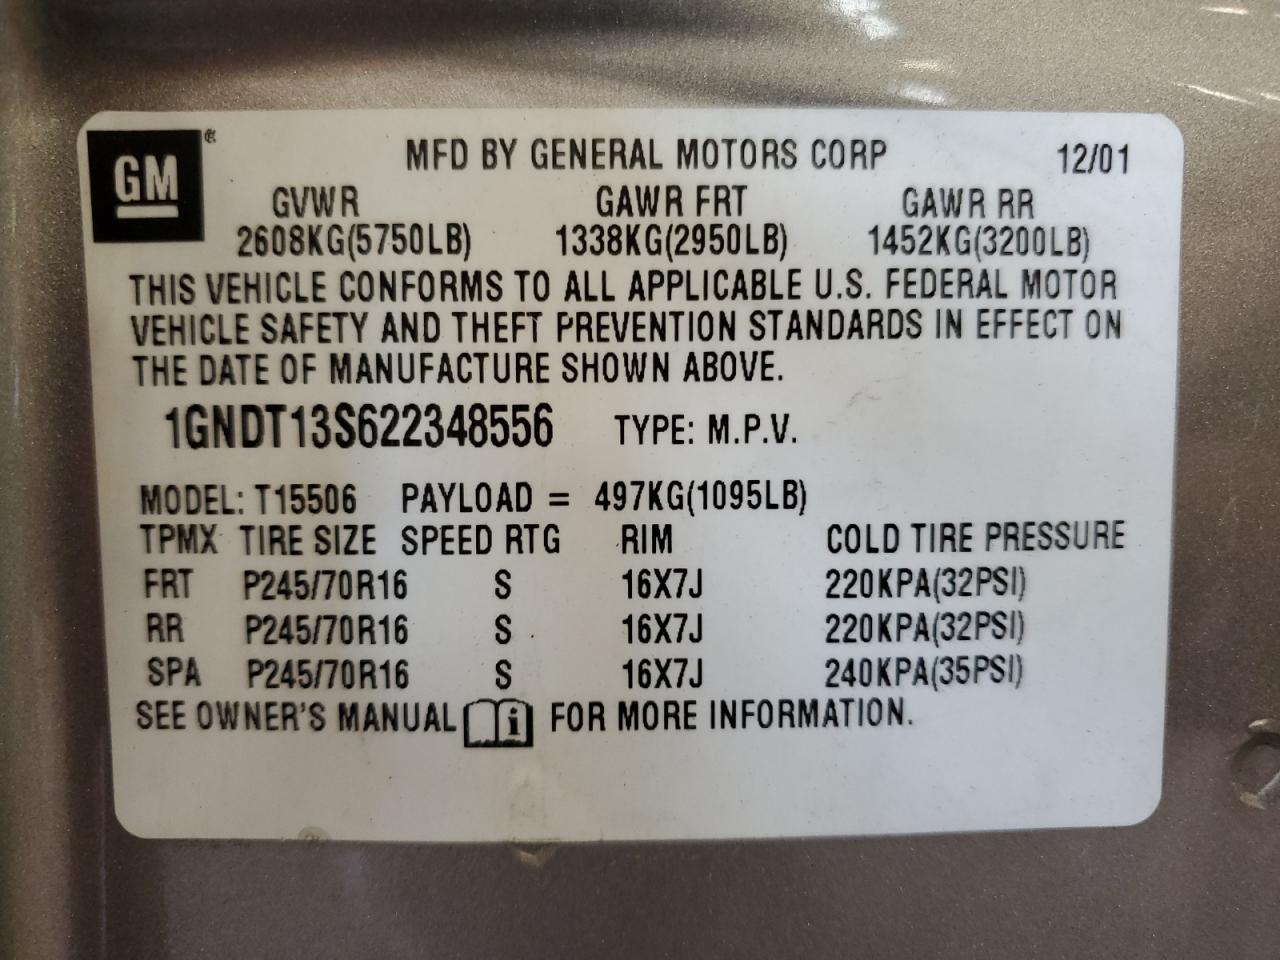 GM
MFD BY GENERAL MOTORS CORP 12/01
GVWR GAWR FRT GAWR RR
2608KG(5750LB) 1338KG(2950LB) 1452KG(3200LB)
THIS VEHICLE CONFORMS TO ALL APPLICABLE U.S. FEDERAL MOTOR
VEHICLE SAFETY AND THEFT PREVENTION STANDARDS IN EFFECT ON
THE DATE OF MANUFACTURE SHOWN ABOVE.
1GNDT13S622348556 TYPE: M.P.V.
MODEL: T15506 PAYLOAD = 497KG(1095LB)
TPMX TIRE SIZE SPEED RTG RIM COLD TIRE PRESSURE
FRT P245/70R16 S 16X7J 220KPA(32PSI)
RR P245/70R16 S 16X7J 220KPA(32PSI)
SPA P245/70R16 S 16X7J 240KPA(35PSI)
SEE OWNER'S MANUAL i FOR MORE INFORMATION.